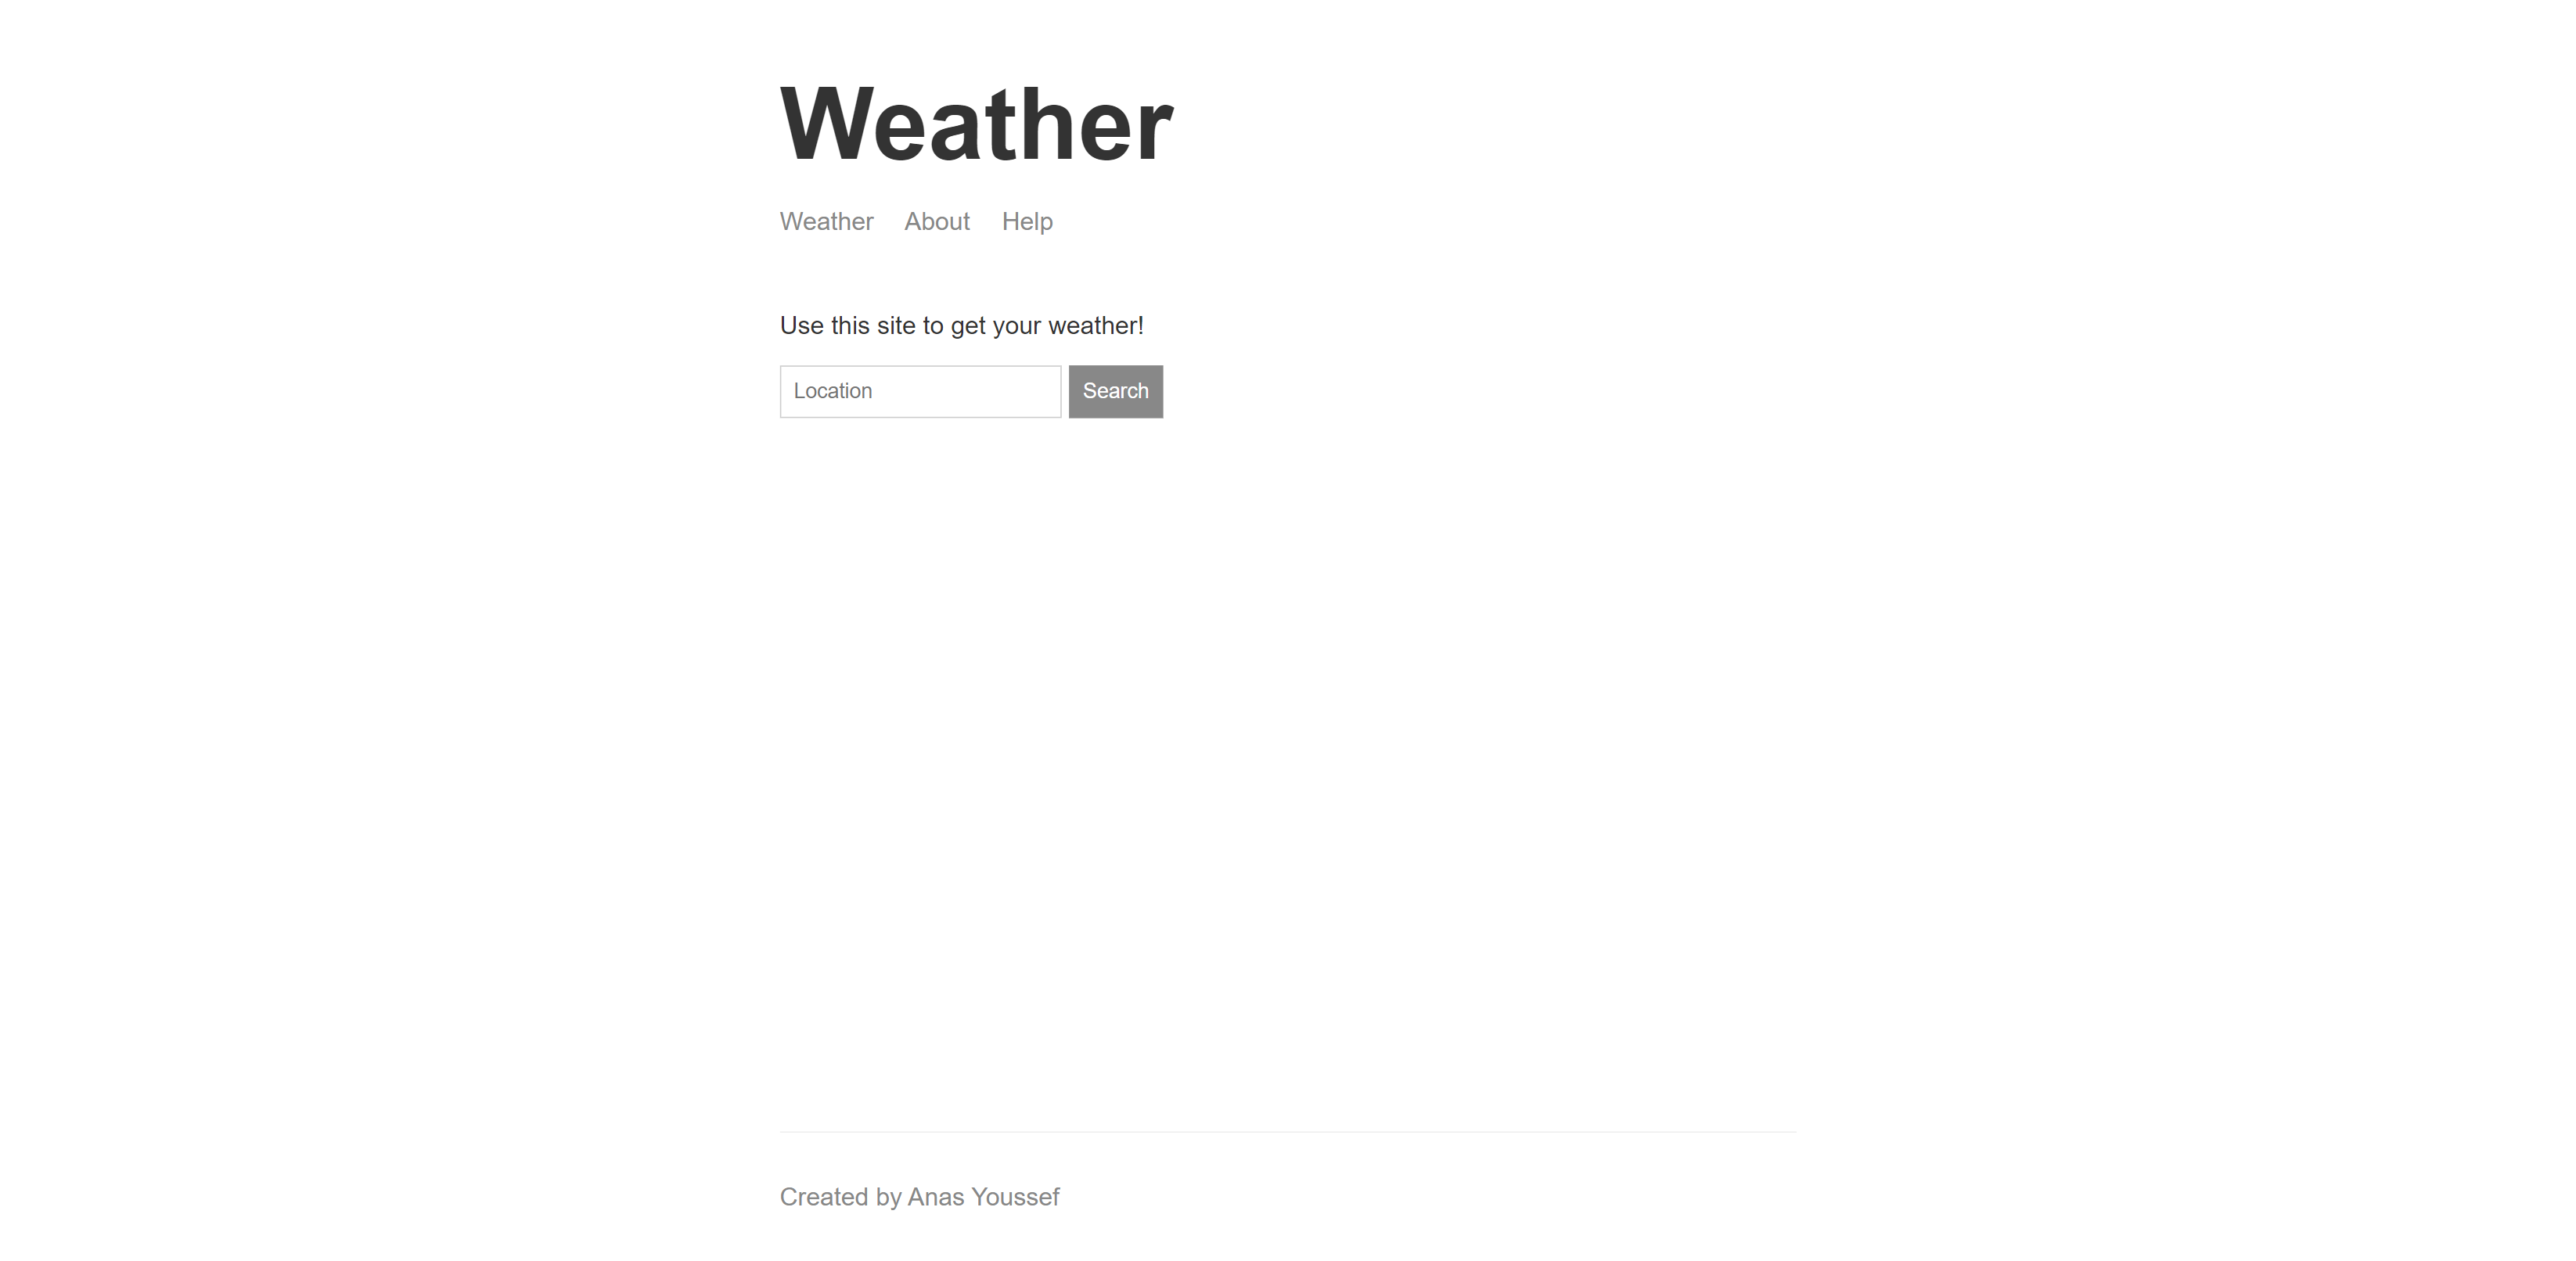 Weather
Weather About Help
Use this site to get your weather!
Location Search
Created by Anas Youssef